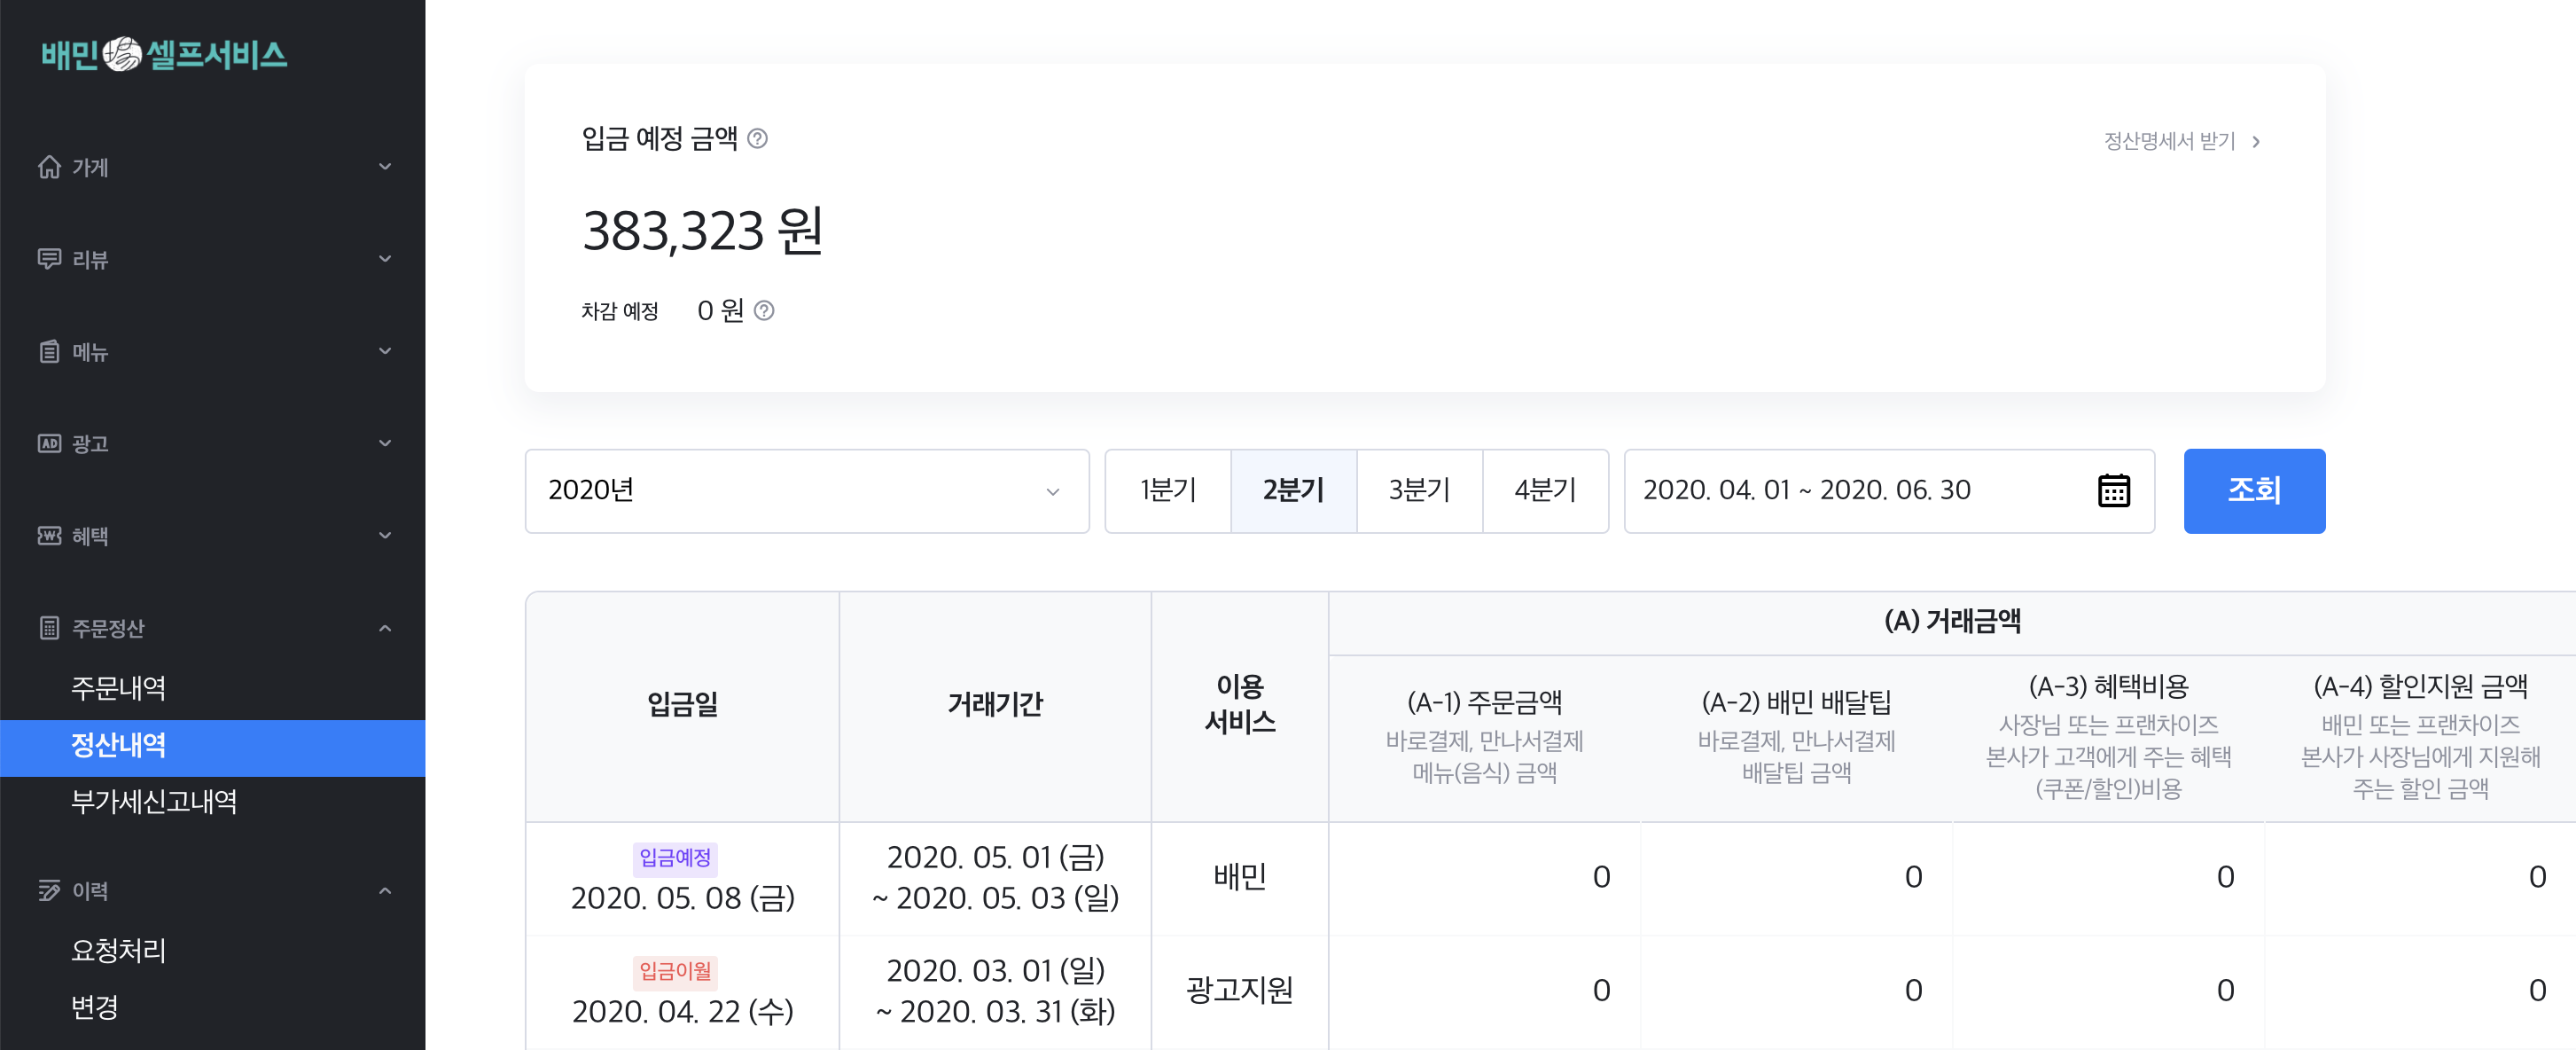 배민 셀프서비스
가게
리뷰
메뉴
광고
혜택
주문정산
주문내역
정산내역
부가세신고내역
이력
요청처리
변경
입금 예정 금액
정산명세서 받기
383,323 원
차감 예정 0 원
2020년
1분기 2분기 3분기 4분기
2020. 04. 01 ~ 2020. 06. 30
조회
입금일
거래기간
이용
서비스
(A) 거래금액
(A-1) 주문금액
바로결제, 만나서결제
메뉴(음식) 금액
(A-2) 배민 배달팁
바로결제, 만나서결제
배달팁 금액
(A-3) 혜택비용
사장님 또는 프랜차이즈
본사가 고객에게 주는 혜택
(쿠폰/할인)비용
(A-4) 할인지원 금액
배민 또는 프랜차이즈
본사가 사장님에게 지원해
주는 할인 금액
입금예정
2020. 05. 08 (금)
2020. 05. 01 (금)
~ 2020. 05. 03 (일)
배민
0 0 0 0
입금이월
2020. 04. 22 (수)
2020. 03. 01 (일)
~ 2020. 03. 31 (화)
광고지원
0 0 0 0